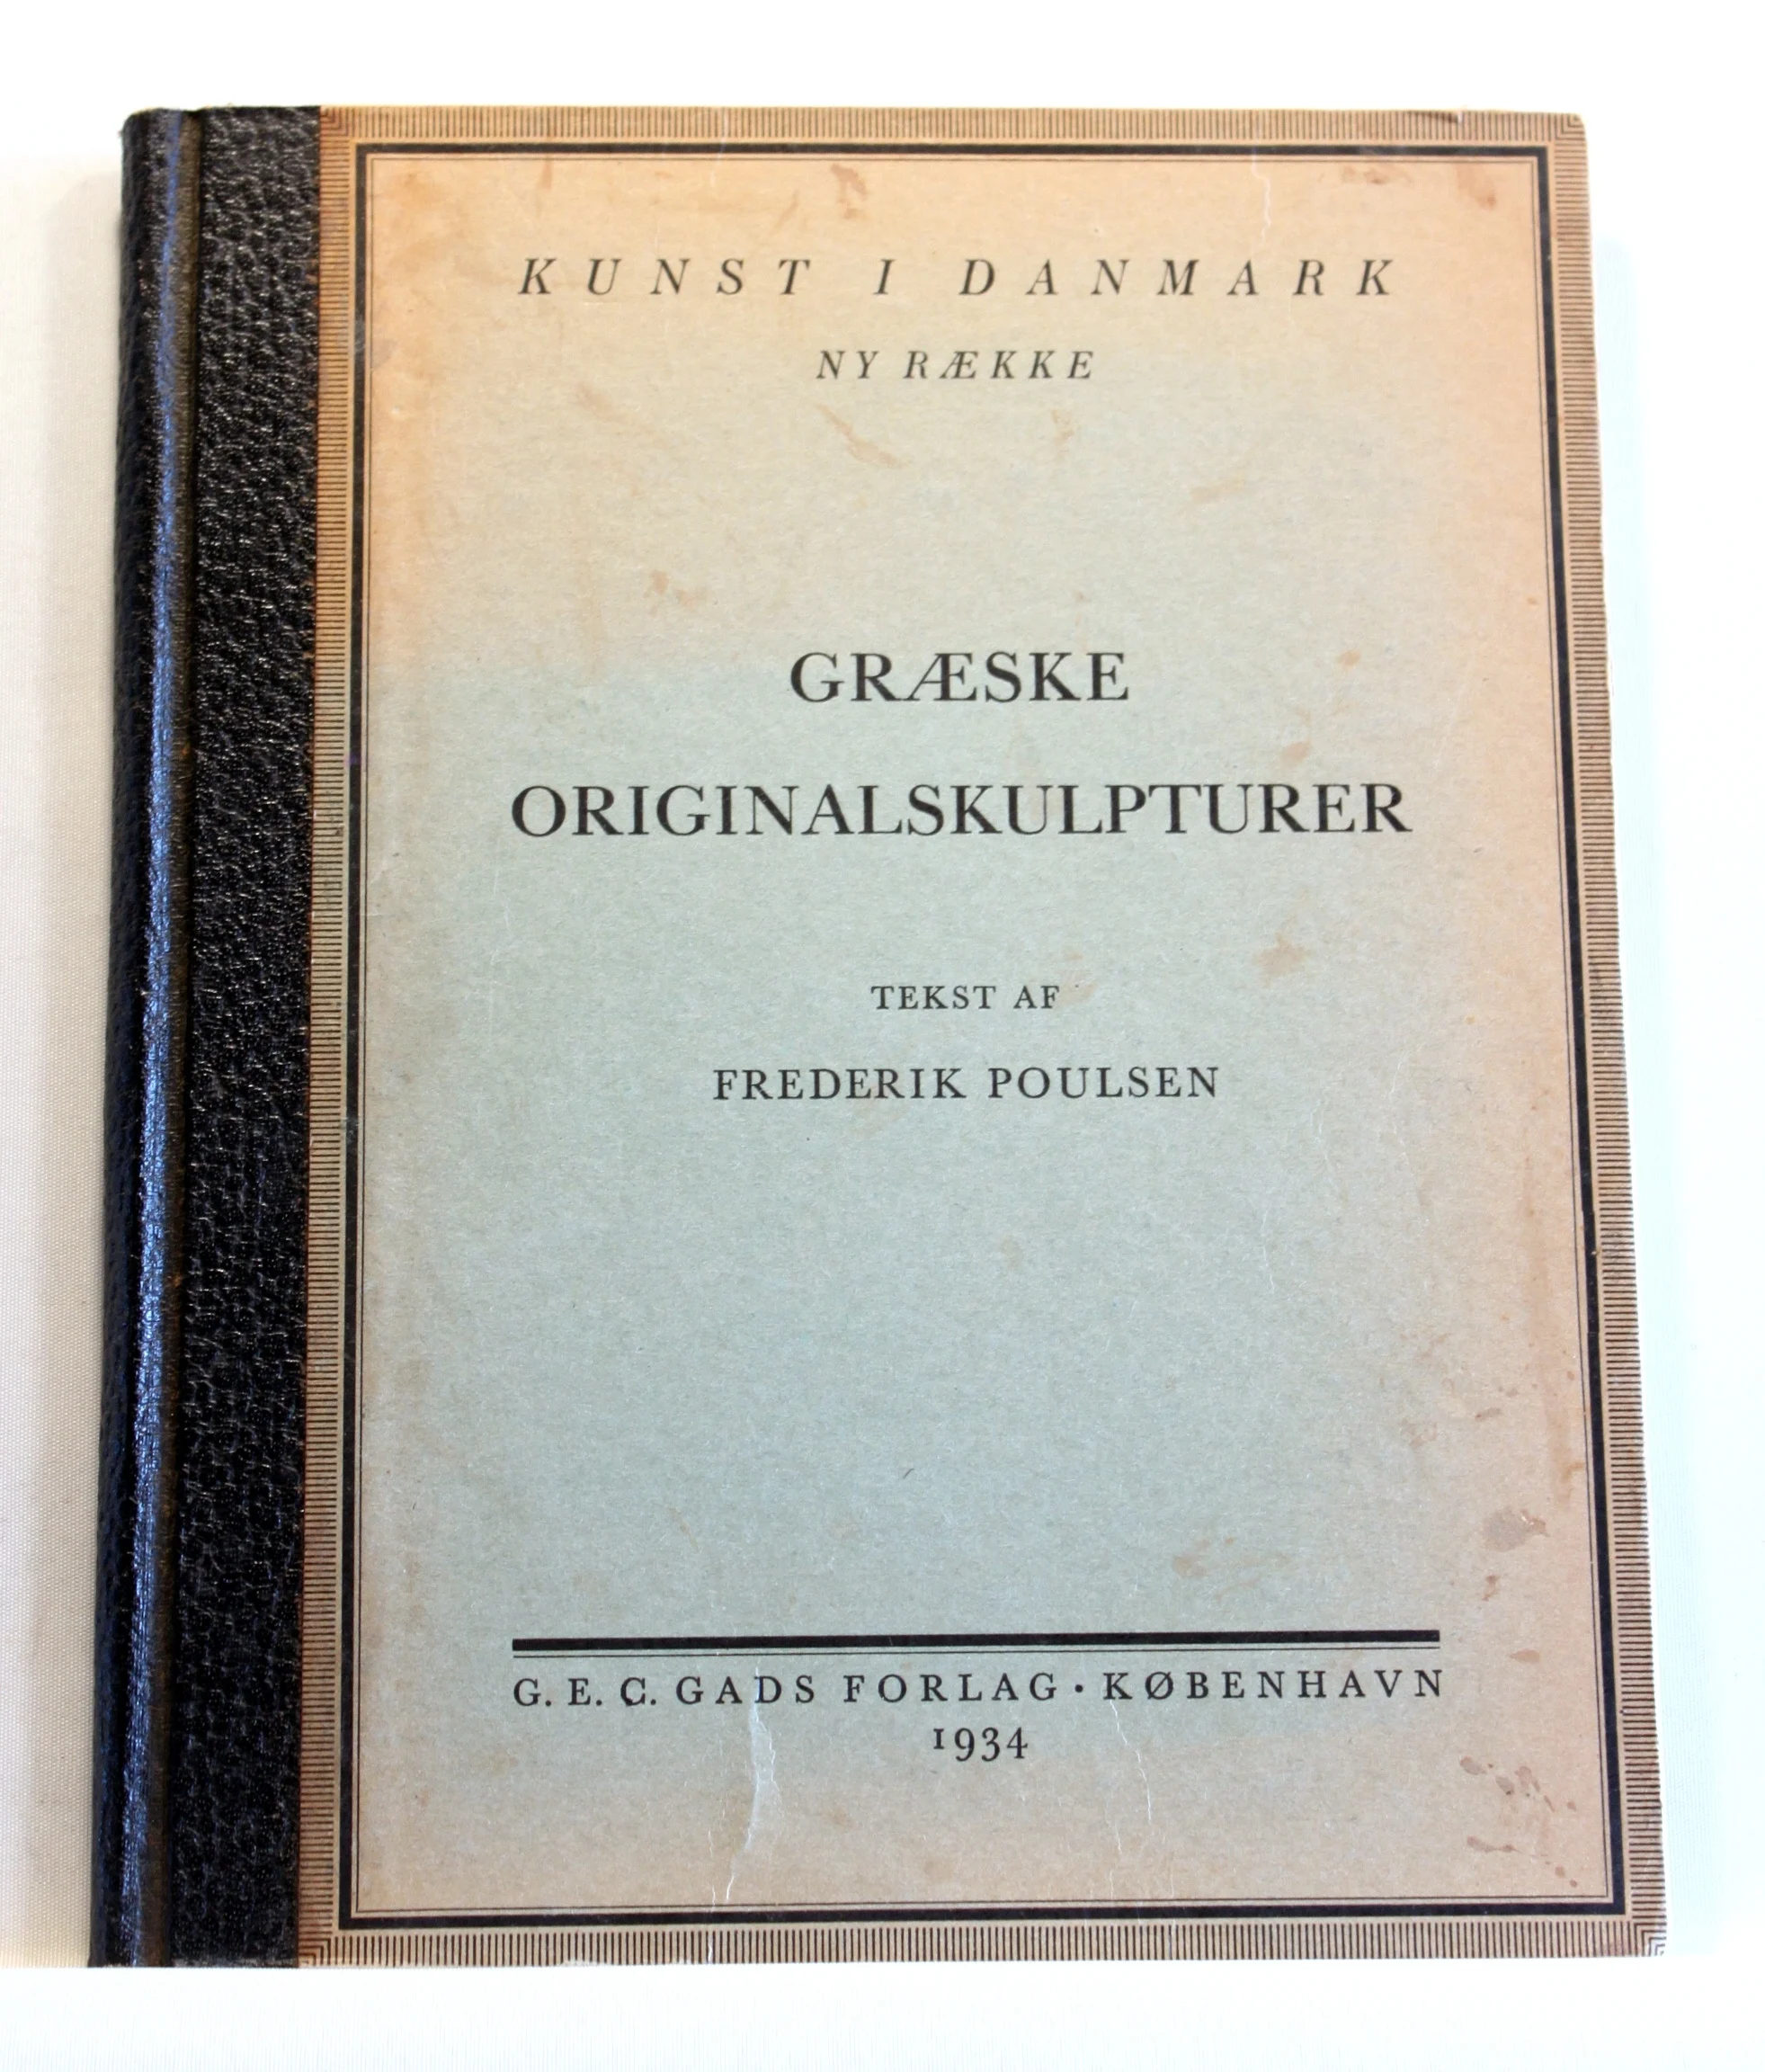 KUNST I DANMARK
NY RÆKKE
GRÆSKE
ORIGINALSKULPTURER
TEKST AF
FREDERIK POULSEN
G. E. C. GADS FORLAG · KØBENHAVN
1934